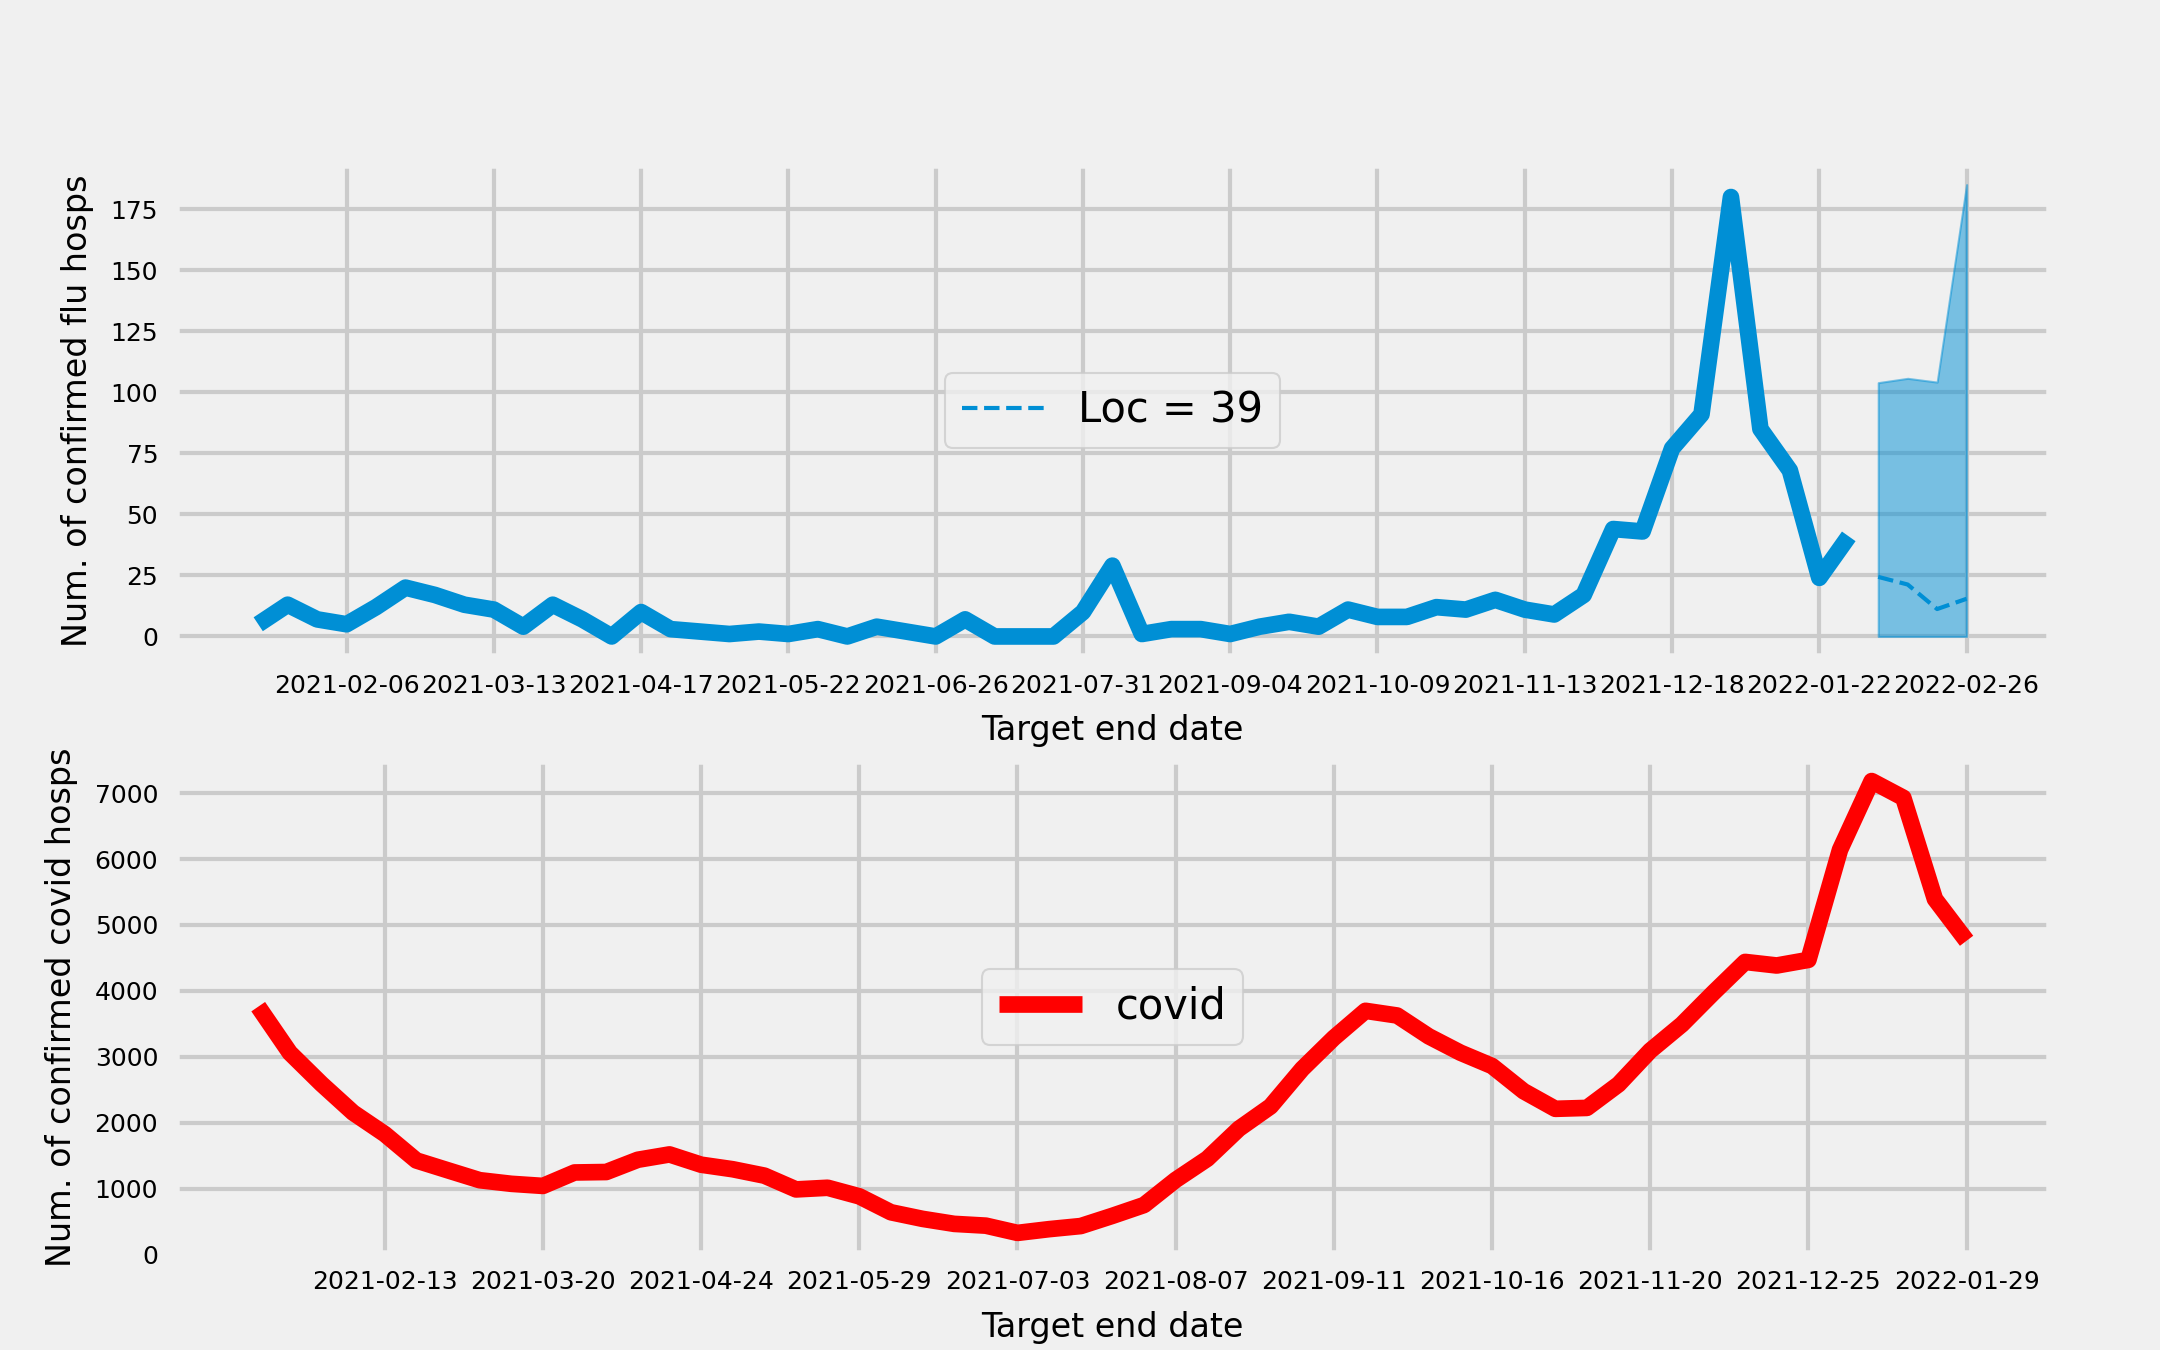 Num. of confirmed flu hosps
175
150
125
100
75
50
25
0
Loc = 39
2021-02-06 2021-03-13 2021-04-17 2021-05-22 2021-06-26 2021-07-31 2021-09-04 2021-10-09 2021-11-13 2021-12-18 2022-01-22 2022-02-26
Target end date
Num. of confirmed covid hosps
7000
6000
5000
4000
3000
2000
1000
0
covid
2021-02-13 2021-03-20 2021-04-24 2021-05-29 2021-07-03 2021-08-07 2021-09-11 2021-10-16 2021-11-20 2021-12-25 2022-01-29
Target end date